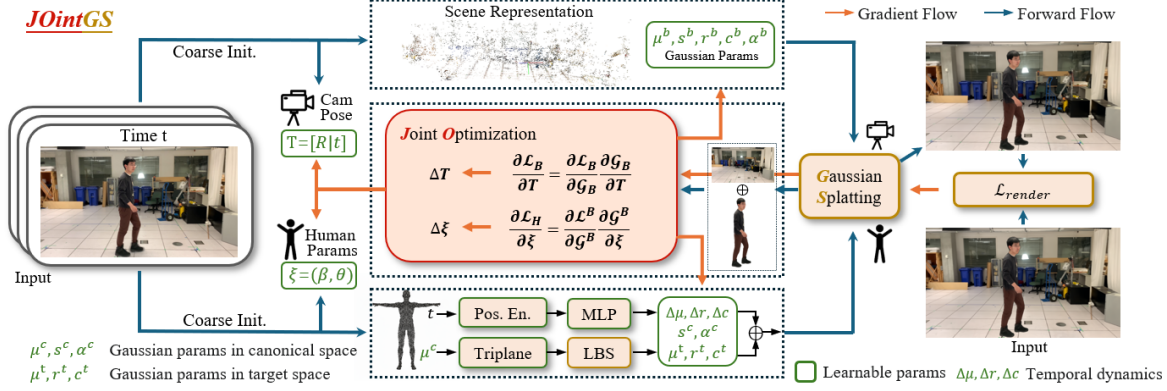 JOintGS
Scene Representation
Gradient Flow
Forward Flow
Coarse Init.
μ^b, s^b, r^b, c^b, α^b
Gaussian Params
Cam
Pose
T=[R|t]
Time t
Joint Optimization
ΔT ← ∂ℒ_B/∂T = ∂ℒ_B/∂𝒢_B ∂𝒢_B/∂T
Δξ ← ∂ℒ_H/∂ξ = ∂ℒ^B/∂𝒢^B ∂𝒢^B/∂ξ
⊕
Gaussian
Splatting
ℒ_render
Human
Params
ξ=(β, θ)
Input
Coarse Init.
t
Pos. En.
MLP
μ^c
Triplane
LBS
Δμ, Δr, Δc
s^c, α^c
μ^t, r^t, c^t
⊕
Input
μ^c, s^c, α^c Gaussian params in canonical space
μ^t, r^t, c^t Gaussian params in target space
Learnable params
Δμ, Δr, Δc Temporal dynamics